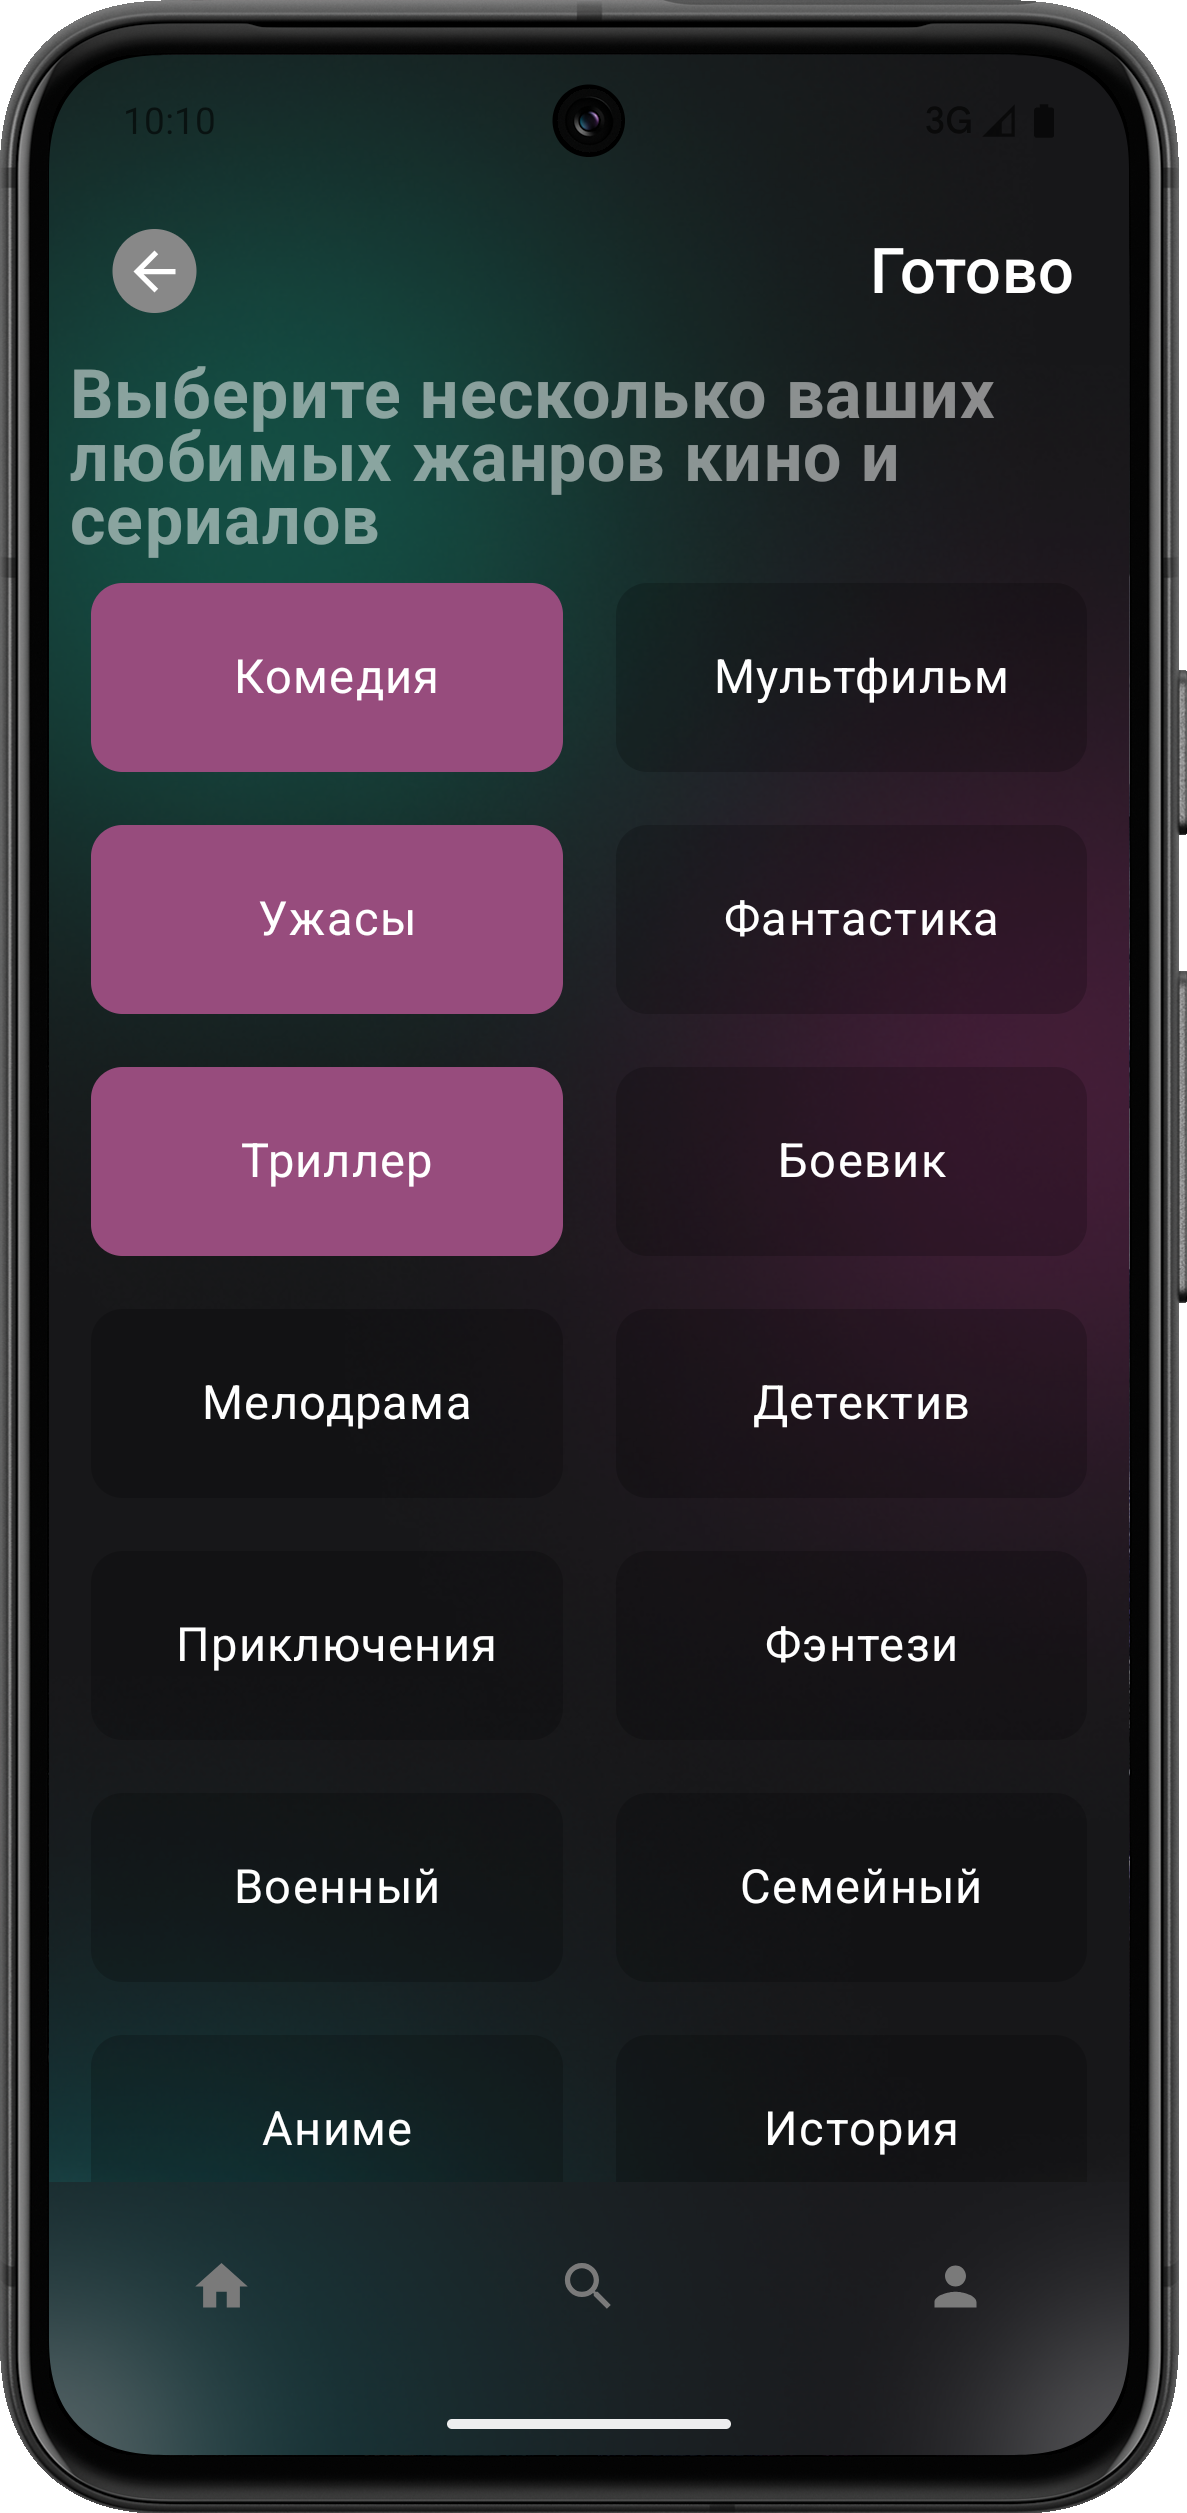 10:10 3G
Готово
Выберите несколько ваших
любимых жанров кино и
сериалов
Комедия Мультфильм
Ужасы Фантастика
Триллер Боевик
Мелодрама Детектив
Приключения Фэнтези
Военный Семейный
Аниме История